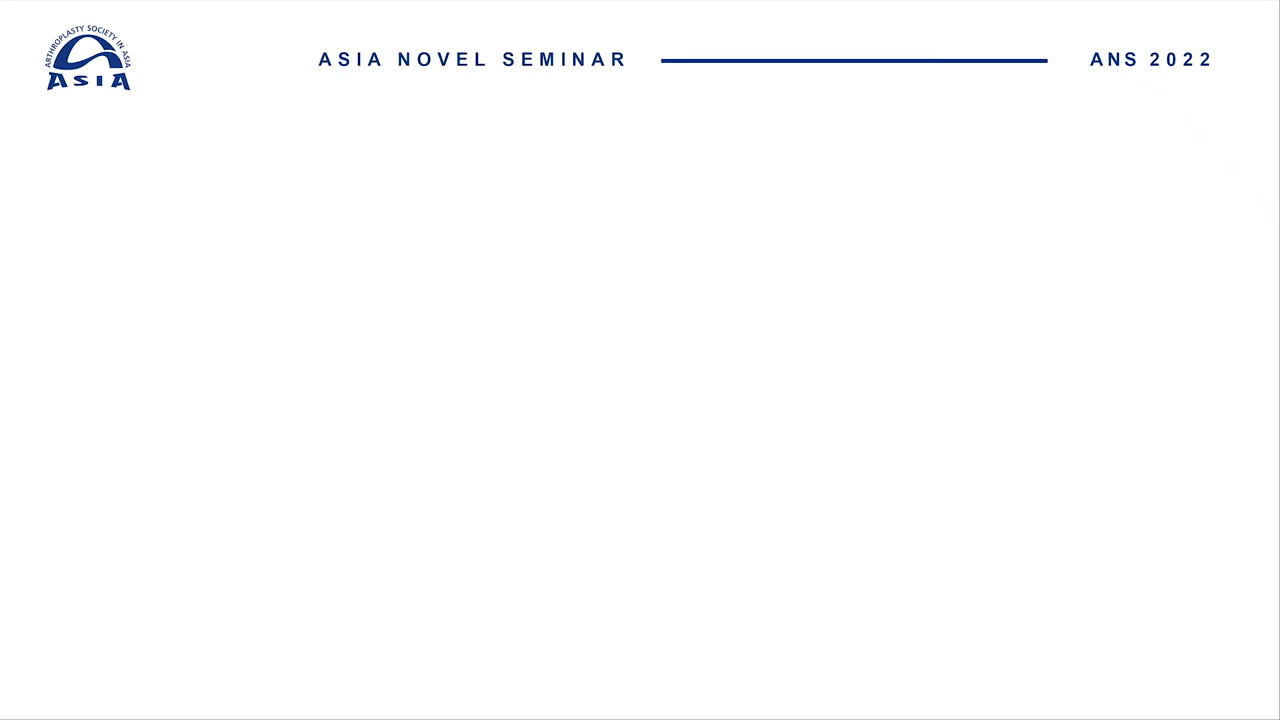 ARTHROPLASTY SOCIETY IN ASIA
ASIA
ASIA NOVEL SEMINAR
ANS 2022